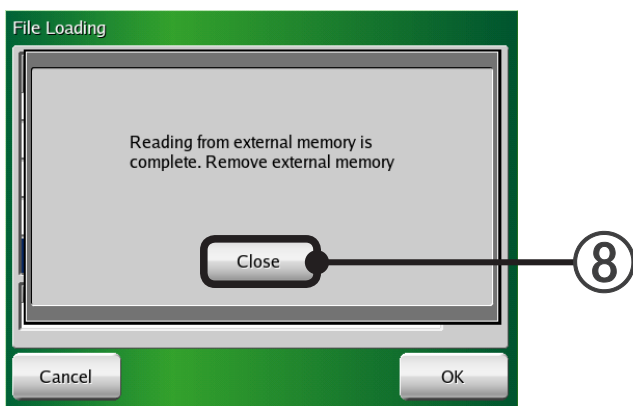 File Loading
Reading from external memory is
complete. Remove external memory
Close
⑧
Cancel
OK